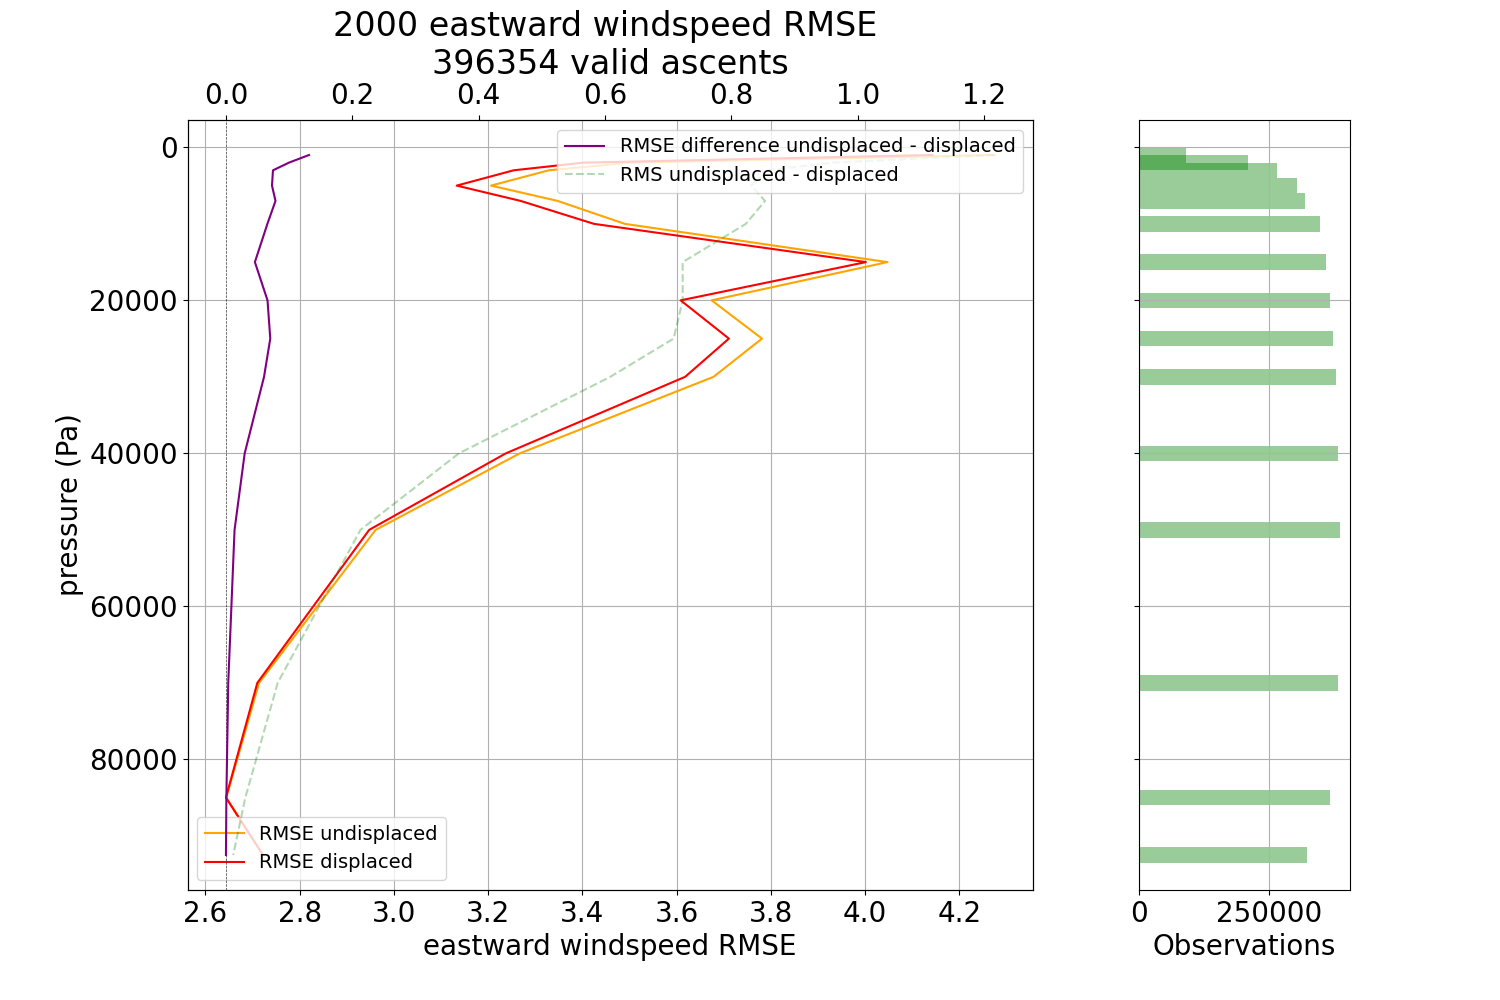 2000 eastward windspeed RMSE
396354 valid ascents
0.0 0.2 0.4 0.6 0.8 1.0 1.2
RMSE difference undisplaced - displaced
RMS undisplaced - displaced
0
20000
40000
60000
80000
pressure (Pa)
RMSE undisplaced
RMSE displaced
2.6 2.8 3.0 3.2 3.4 3.6 3.8 4.0 4.2
eastward windspeed RMSE
0 250000
Observations